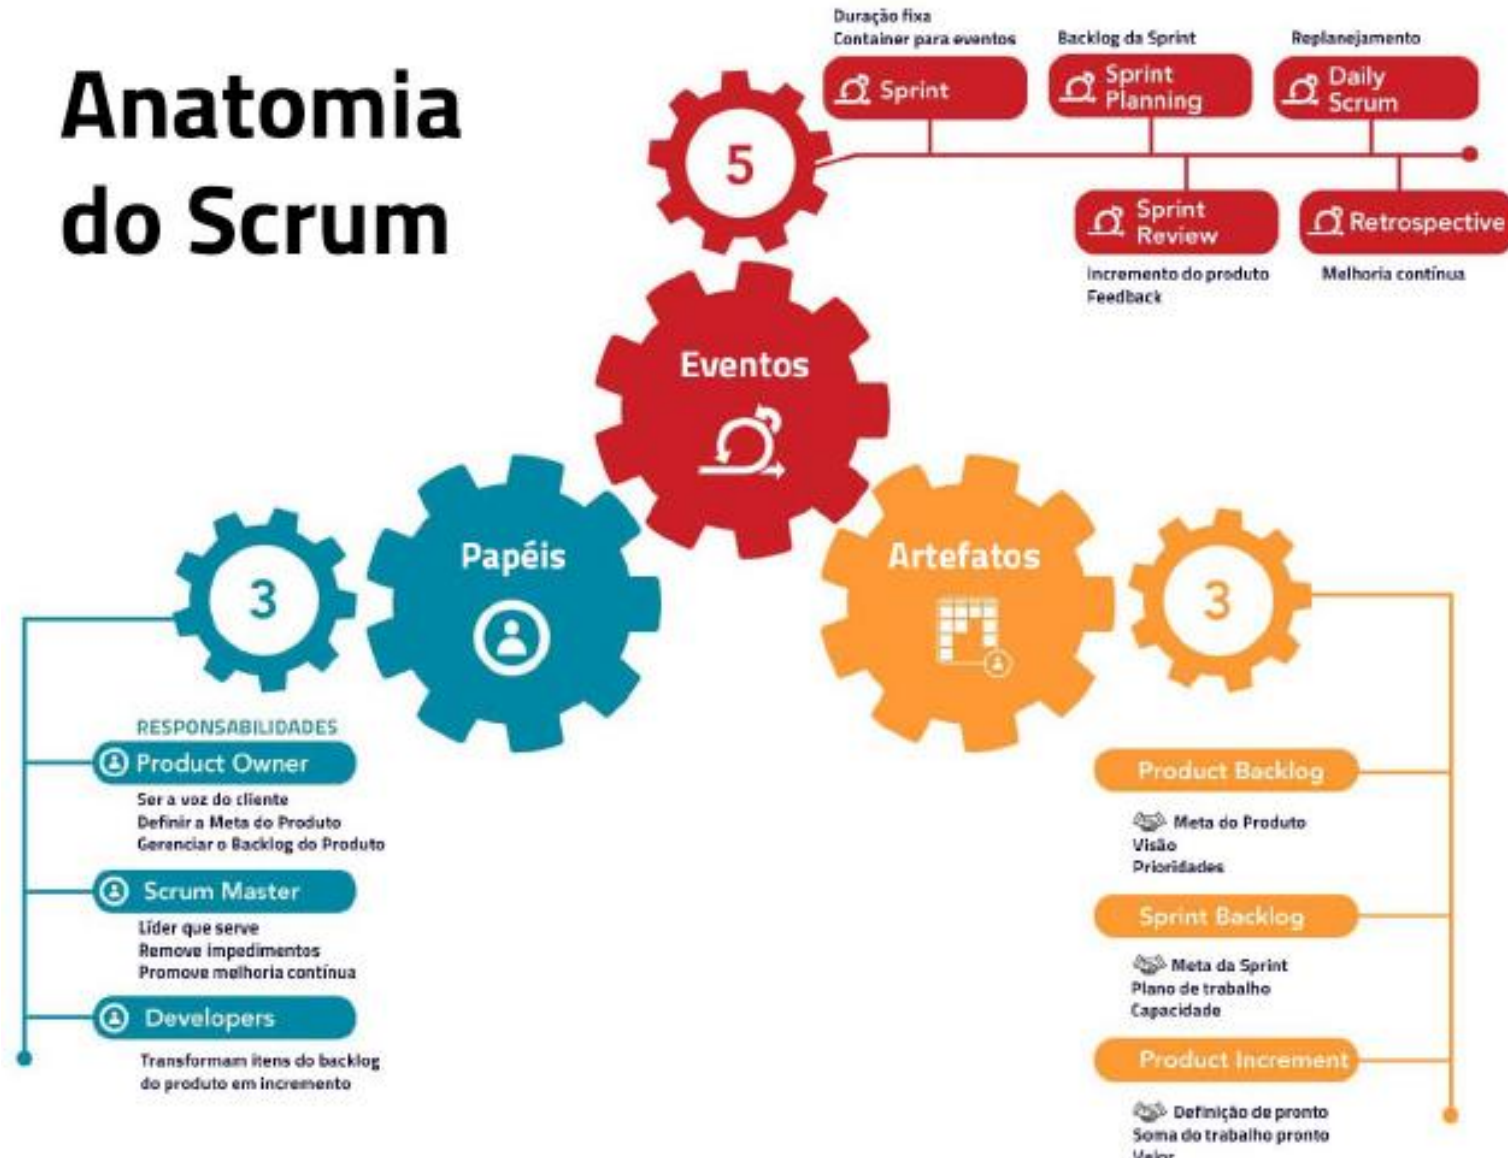 Anatomia
do Scrum
Duração fixa
Container para eventos
Sprint
Backlog da Sprint
Sprint
Planning
Replanejamento
Daily
Scrum
5
Sprint
Review
Incremento do produto
Feedback
Retrospective
Melhoria contínua
Eventos
Papéis
3
RESPONSABILIDADES
Product Owner
Ser a voz do cliente
Definir a Meta do Produto
Gerenciar o Backlog do Produto
Scrum Master
Líder que serve
Remove impedimentos
Promove melhoria contínua
Developers
Transformam itens do backlog
do produto em incremento
Artefatos
3
Product Backlog
Meta do Produto
Visão
Prioridades
Sprint Backlog
Meta da Sprint
Plano de trabalho
Capacidade
Product Increment
Definição de pronto
Soma do trabalho pronto
Valor